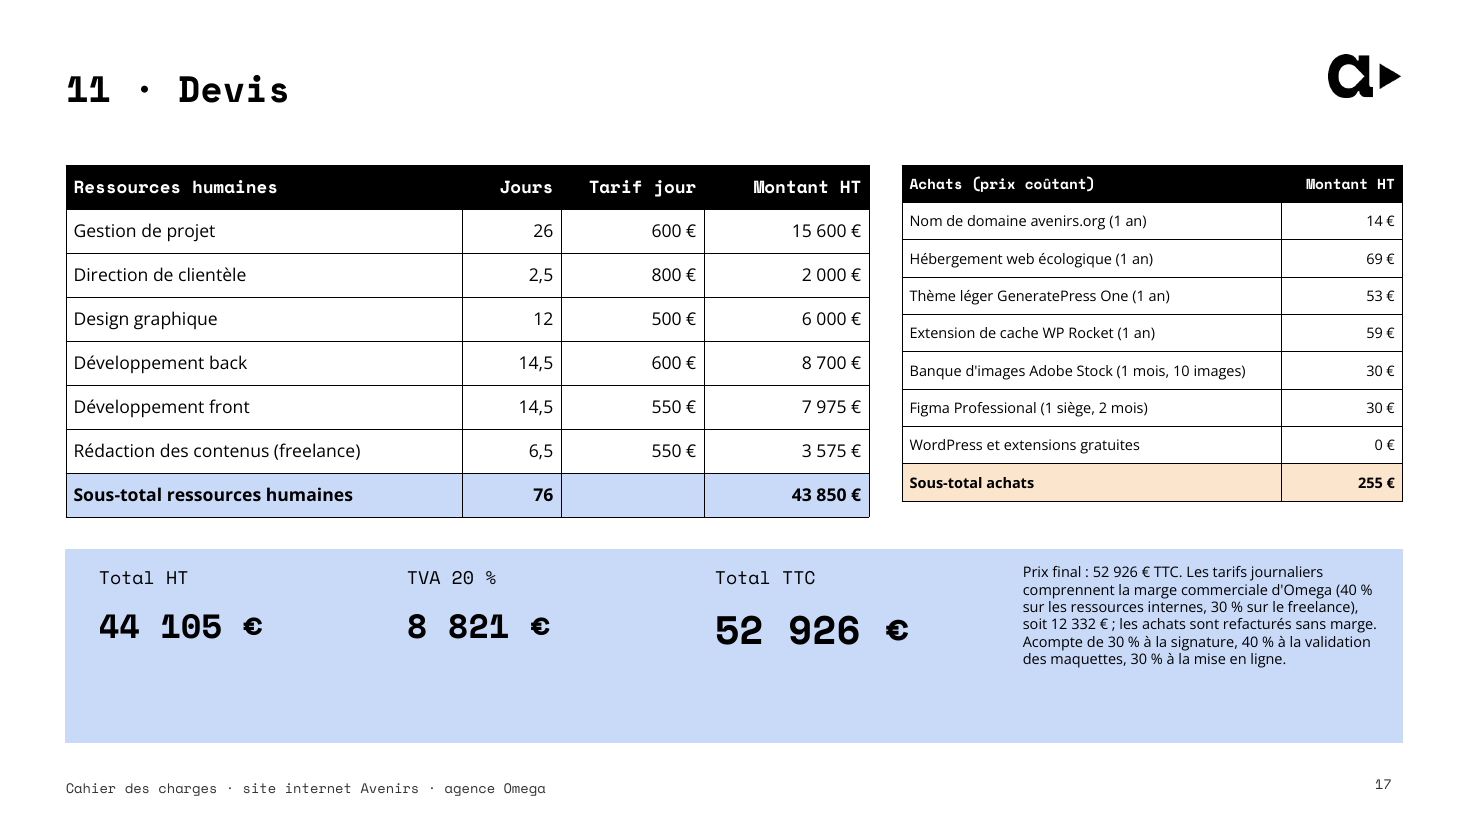 11 · Devis
a
Ressources humaines Jours Tarif jour Montant HT
Gestion de projet 26 600 € 15 600 €
Direction de clientèle 2,5 800 € 2 000 €
Design graphique 12 500 € 6 000 €
Développement back 14,5 600 € 8 700 €
Développement front 14,5 550 € 7 975 €
Rédaction des contenus (freelance) 6,5 550 € 3 575 €
Sous-total ressources humaines 76 43 850 €
Achats (prix coûtant) Montant HT
Nom de domaine avenirs.org (1 an) 14 €
Hébergement web écologique (1 an) 69 €
Thème léger GeneratePress One (1 an) 53 €
Extension de cache WP Rocket (1 an) 59 €
Banque d'images Adobe Stock (1 mois, 10 images) 30 €
Figma Professional (1 siège, 2 mois) 30 €
WordPress et extensions gratuites 0 €
Sous-total achats 255 €
Total HT
44 105 €
TVA 20 %
8 821 €
Total TTC
52 926 €
Prix final : 52 926 € TTC. Les tarifs journaliers
comprennent la marge commerciale d'Omega (40 %
sur les ressources internes, 30 % sur le freelance),
soit 12 332 € ; les achats sont refacturés sans marge.
Acompte de 30 % à la signature, 40 % à la validation
des maquettes, 30 % à la mise en ligne.
Cahier des charges · site internet Avenirs · agence Omega
17